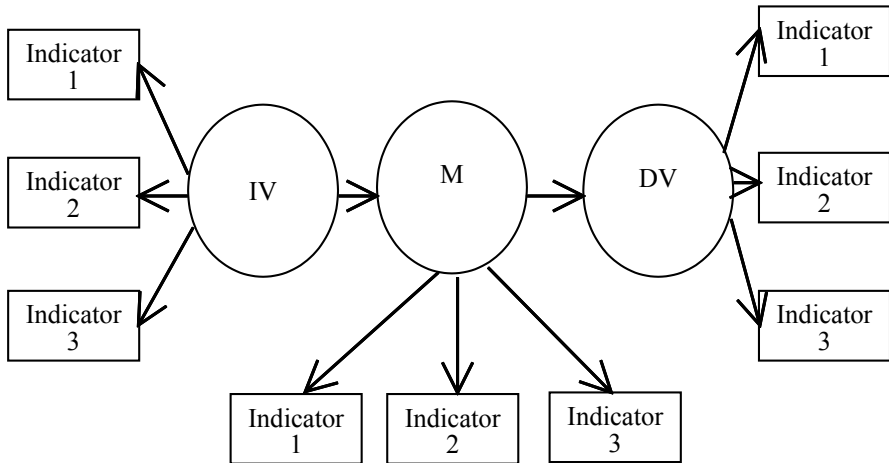 Indicator
1
Indicator
2
Indicator
3
IV
M
DV
Indicator
1
Indicator
2
Indicator
3
Indicator
1
Indicator
2
Indicator
3